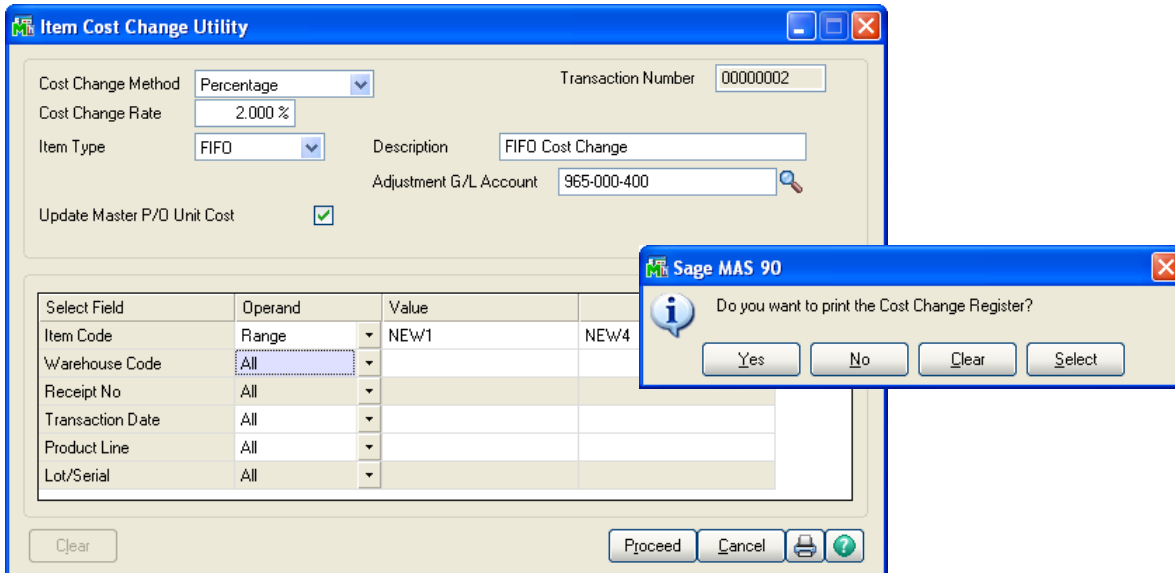 Item Cost Change Utility
Cost Change Method Percentage Transaction Number 00000002
Cost Change Rate 2.000 %
Item Type FIFO Description FIFO Cost Change
Adjustment G/L Account 965-000-400
Update Master P/O Unit Cost
Sage MAS 90
Do you want to print the Cost Change Register?
Yes No Clear Select
Select Field Operand Value
Item Code Range NEW1 NEW4
Warehouse Code All
Receipt No All
Transaction Date All
Product Line All
Lot/Serial All
Clear Proceed Cancel